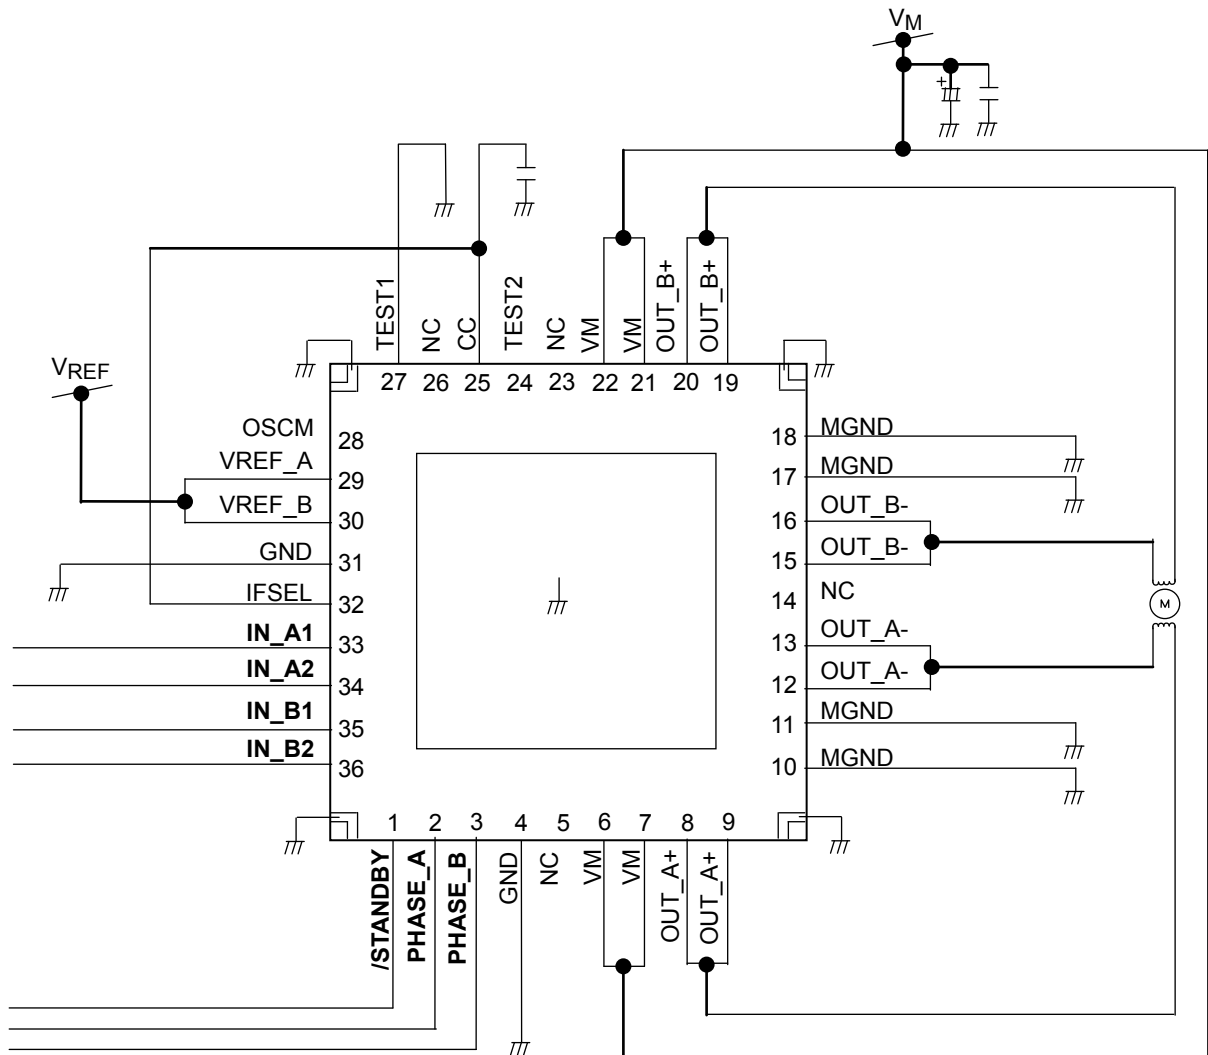 VM
TEST1
NC
CC
TEST2
NC
VM
VM
OUT_B+
OUT_B+
27 26 25 24 23 22 21 20 19
VREF
OSCM 28
VREF_A 29
VREF_B 30
GND 31
IFSEL 32
IN_A1 33
IN_A2 34
IN_B1 35
IN_B2 36
18 MGND
17 MGND
16 OUT_B-
15 OUT_B-
14 NC
13 OUT_A-
12 OUT_A-
11 MGND
10 MGND
M
+
1 2 3 4 5 6 7 8 9
/STANDBY
PHASE_A
PHASE_B
GND
NC
VM
VM
OUT_A+
OUT_A+